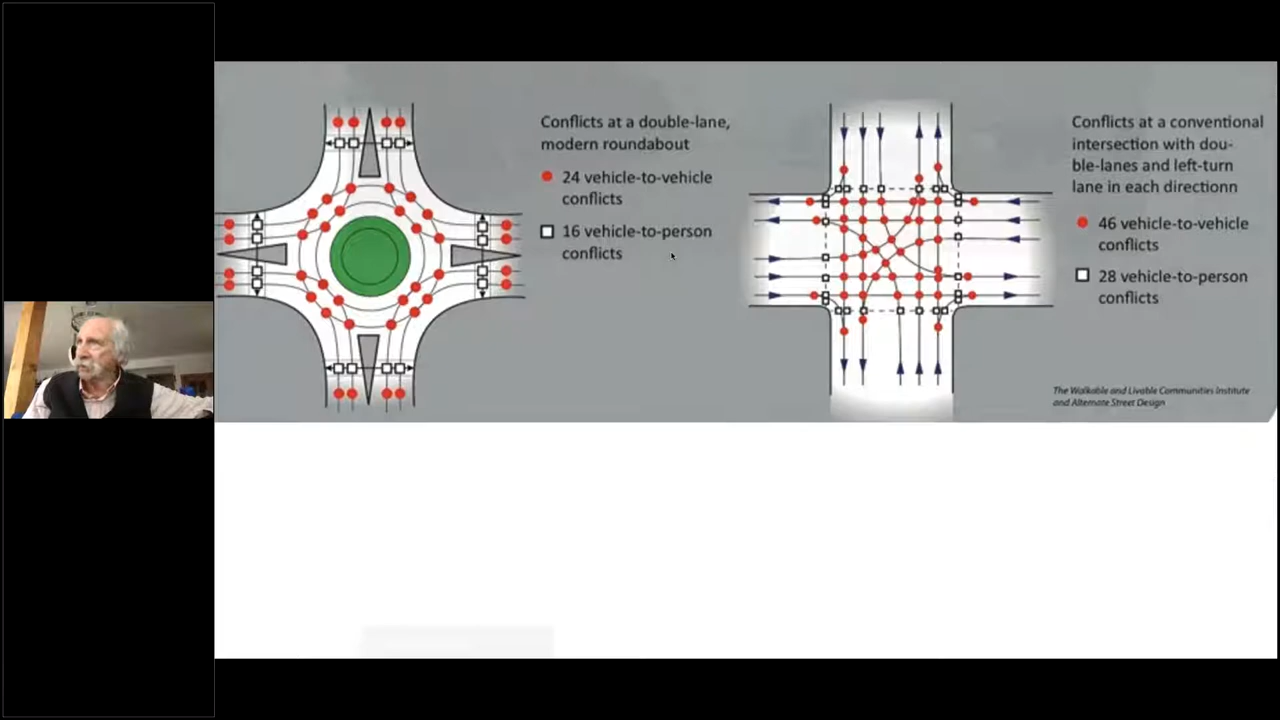 Conflicts at a double-lane,
modern roundabout
24 vehicle-to-vehicle
conflicts
16 vehicle-to-person
conflicts
Conflicts at a conventional
intersection with dou-
ble-lanes and left-turn
lane in each directionn
46 vehicle-to-vehicle
conflicts
28 vehicle-to-person
conflicts
The Walkable and Livable Communities Institute
and Alternate Street Design